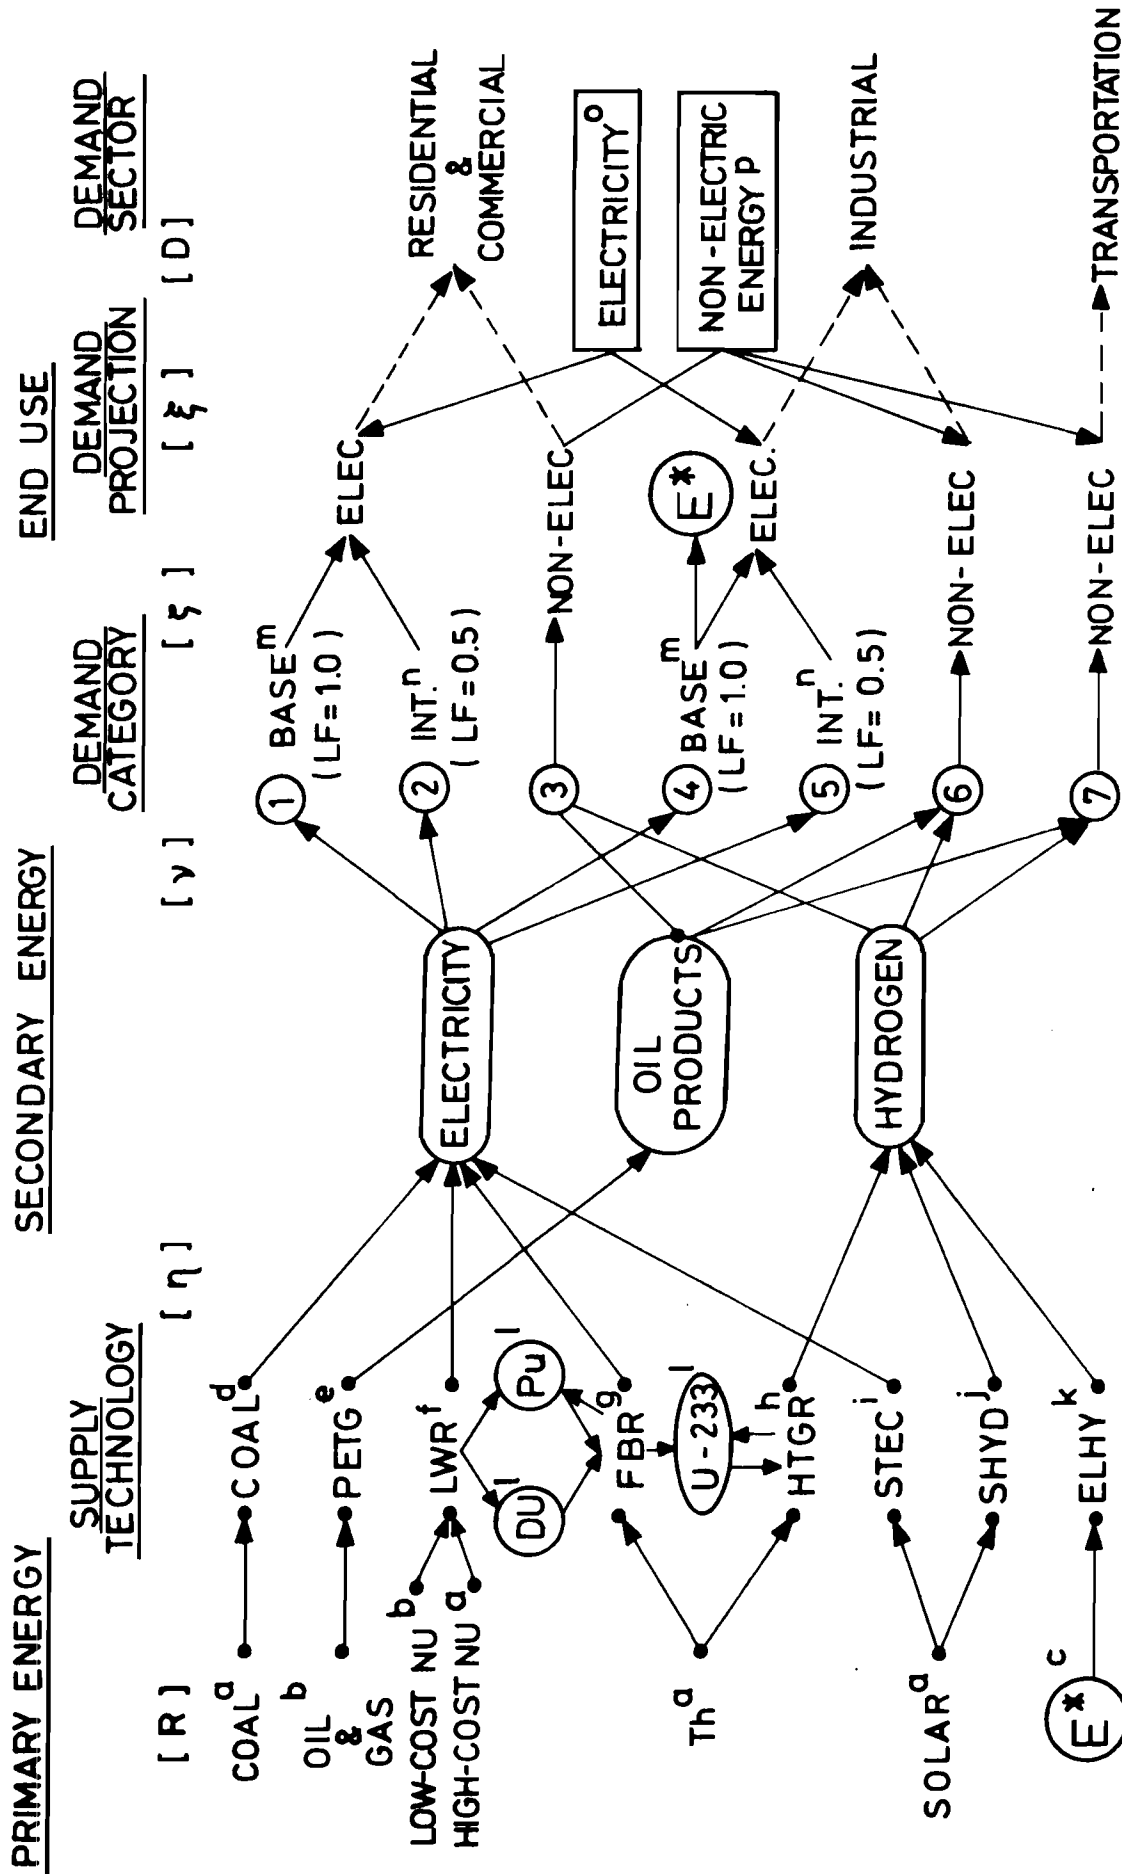 PRIMARY ENERGY
SECONDARY ENERGY
END USE
SUPPLY
TECHNOLOGY
DEMAND
CATEGORY
DEMAND
PROJECTION
DEMAND
SECTOR
[ R ]
[ η ]
[ ν ]
[ ζ ]
[ ξ ]
[ D ]
COAL a
OIL b
&
GAS
LOW-COST NU b
HIGH-COST NU a
Th a
SOLAR a
E* c
COAL d
PETG e
LWR f
DU l
Pu l
FBR g
U-233 l
HTGR h
STEC i
SHYD j
ELHY k
ELECTRICITY
OIL
PRODUCTS
HYDROGEN
1 BASE m
(LF=1.0)
2 INT. n
(LF=0.5)
3
4 BASE m
(LF=1.0)
5 INT. n
(LF=0.5)
6
7
ELEC
NON-ELEC
E*
ELEC.
NON-ELEC
NON-ELEC
RESIDENTIAL
&
COMMERCIAL
ELECTRICITY o
NON-ELECTRIC
ENERGY p
INDUSTRIAL
TRANSPORTATION